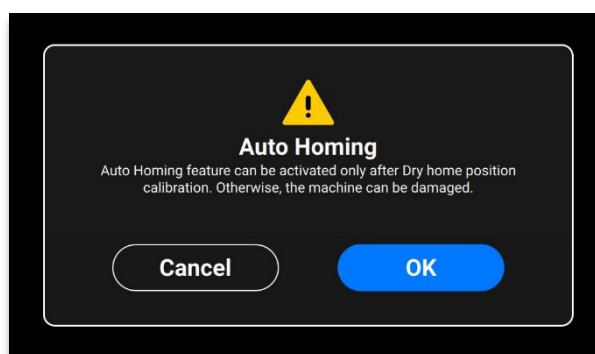 Auto Homing
Auto Homing feature can be activated only after Dry home position
calibration. Otherwise, the machine can be damaged.
Cancel
OK